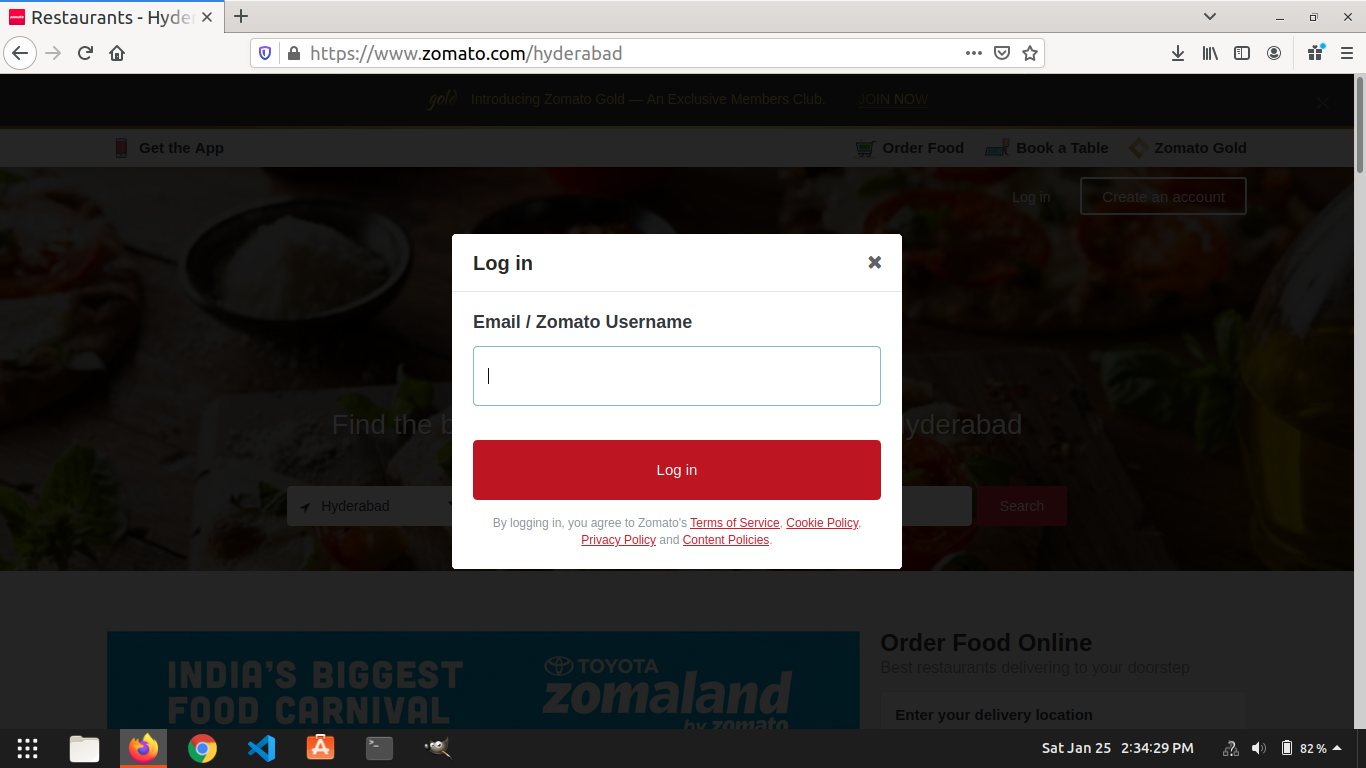 Restaurants - Hyder
https://www.zomato.com/hyderabad
gold Introducing Zomato Gold — An Exclusive Members Club. JOIN NOW
Get the App
Order Food
Book a Table
Zomato Gold
Log in
Create an account
Log in
Email / Zomato Username
Find the b
yderabad
Log in
Hyderabad
Search
By logging in, you agree to Zomato's Terms of Service, Cookie Policy,
Privacy Policy and Content Policies.
INDIA'S BIGGEST
FOOD CARNIVAL
TOYOTA
zomaland
by zomato
Order Food Online
Best restaurants delivering to your doorstep
Enter your delivery location
Sat Jan 25 2:34:29 PM
82 %